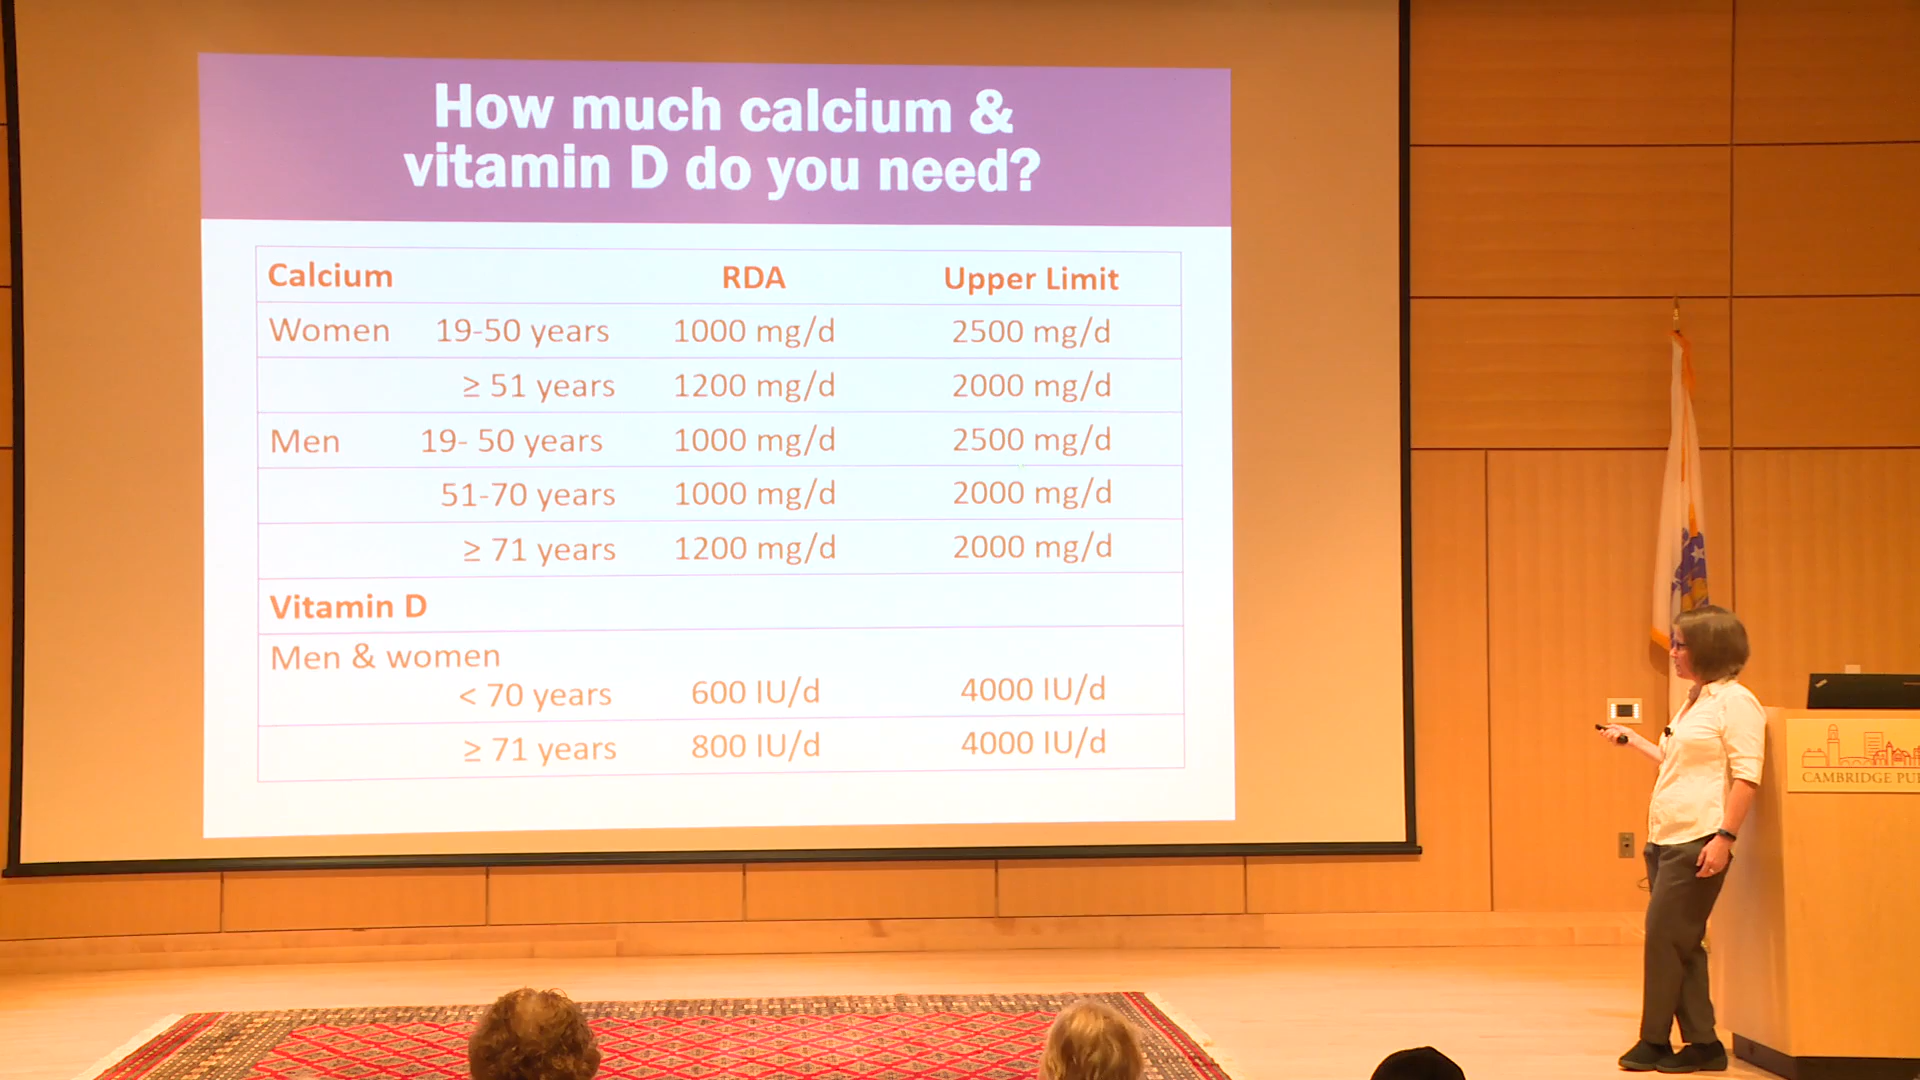 How much calcium &
vitamin D do you need?
Calcium RDA Upper Limit
Women 19-50 years 1000 mg/d 2500 mg/d
≥ 51 years 1200 mg/d 2000 mg/d
Men 19- 50 years 1000 mg/d 2500 mg/d
51-70 years 1000 mg/d 2000 mg/d
≥ 71 years 1200 mg/d 2000 mg/d
Vitamin D
Men & women
< 70 years 600 IU/d 4000 IU/d
≥ 71 years 800 IU/d 4000 IU/d
CAMBRIDGE PU